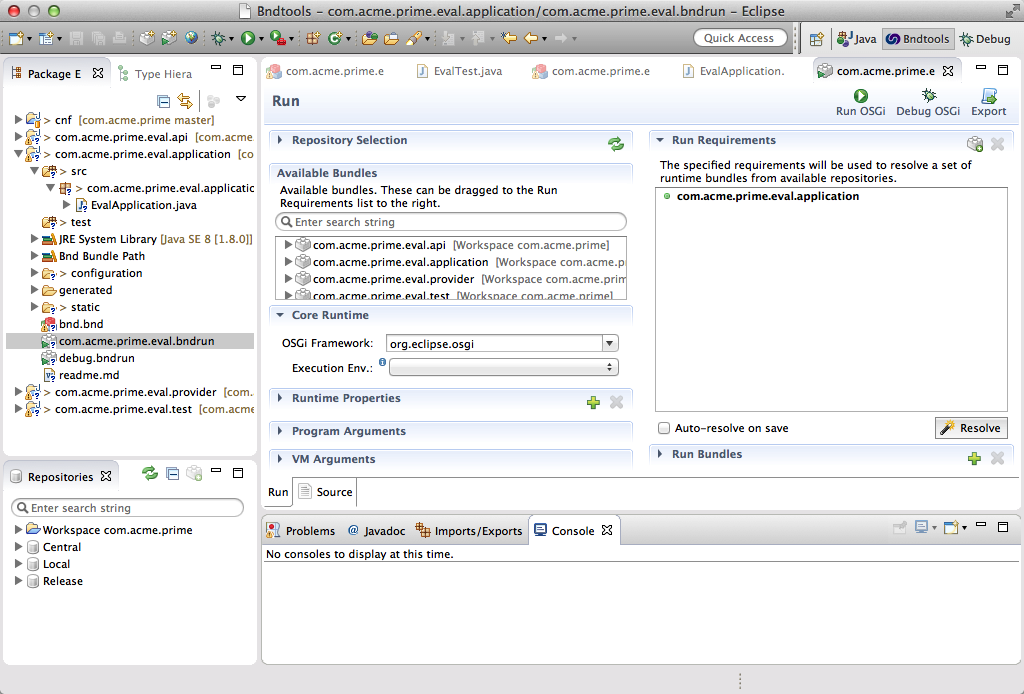 Bndtools – com.acme.prime.eval.application/com.acme.prime.eval.bndrun – Eclipse
Quick Access
Java
Bndtools
Debug
Package E
Type Hiera
> cnf [com.acme.prime master]
> com.acme.prime.eval.api [com.acme
> com.acme.prime.eval.application [co
> src
> com.acme.prime.eval.applicatic
EvalApplication.java
> test
JRE System Library [Java SE 8 [1.8.0]]
Bnd Bundle Path
> configuration
generated
> static
bnd.bnd
com.acme.prime.eval.bndrun
debug.bndrun
readme.md
> com.acme.prime.eval.provider [com.
> com.acme.prime.eval.test [com.acme
Repositories
Enter search string
Workspace com.acme.prime
Central
Local
Release
com.acme.prime.e
EvalTest.java
com.acme.prime.e
EvalApplication.
com.acme.prime.e
Run
Run OSGi
Debug OSGi
Export
Repository Selection
Available Bundles
Available bundles. These can be dragged to the Run
Requirements list to the right.
Enter search string
com.acme.prime.eval.api [Workspace com.acme.prime]
com.acme.prime.eval.application [Workspace com.acme.p
com.acme.prime.eval.provider [Workspace com.acme.prim
com.acme.prime.eval.test [Workspace com.acme.prime]
Core Runtime
OSGi Framework:
org.eclipse.osgi
Execution Env.:
Runtime Properties
Program Arguments
VM Arguments
Run Requirements
The specified requirements will be used to resolve a set of
runtime bundles from available repositories.
com.acme.prime.eval.application
Auto-resolve on save
Resolve
Run Bundles
Run
Source
Problems
Javadoc
Imports/Exports
Console
No consoles to display at this time.